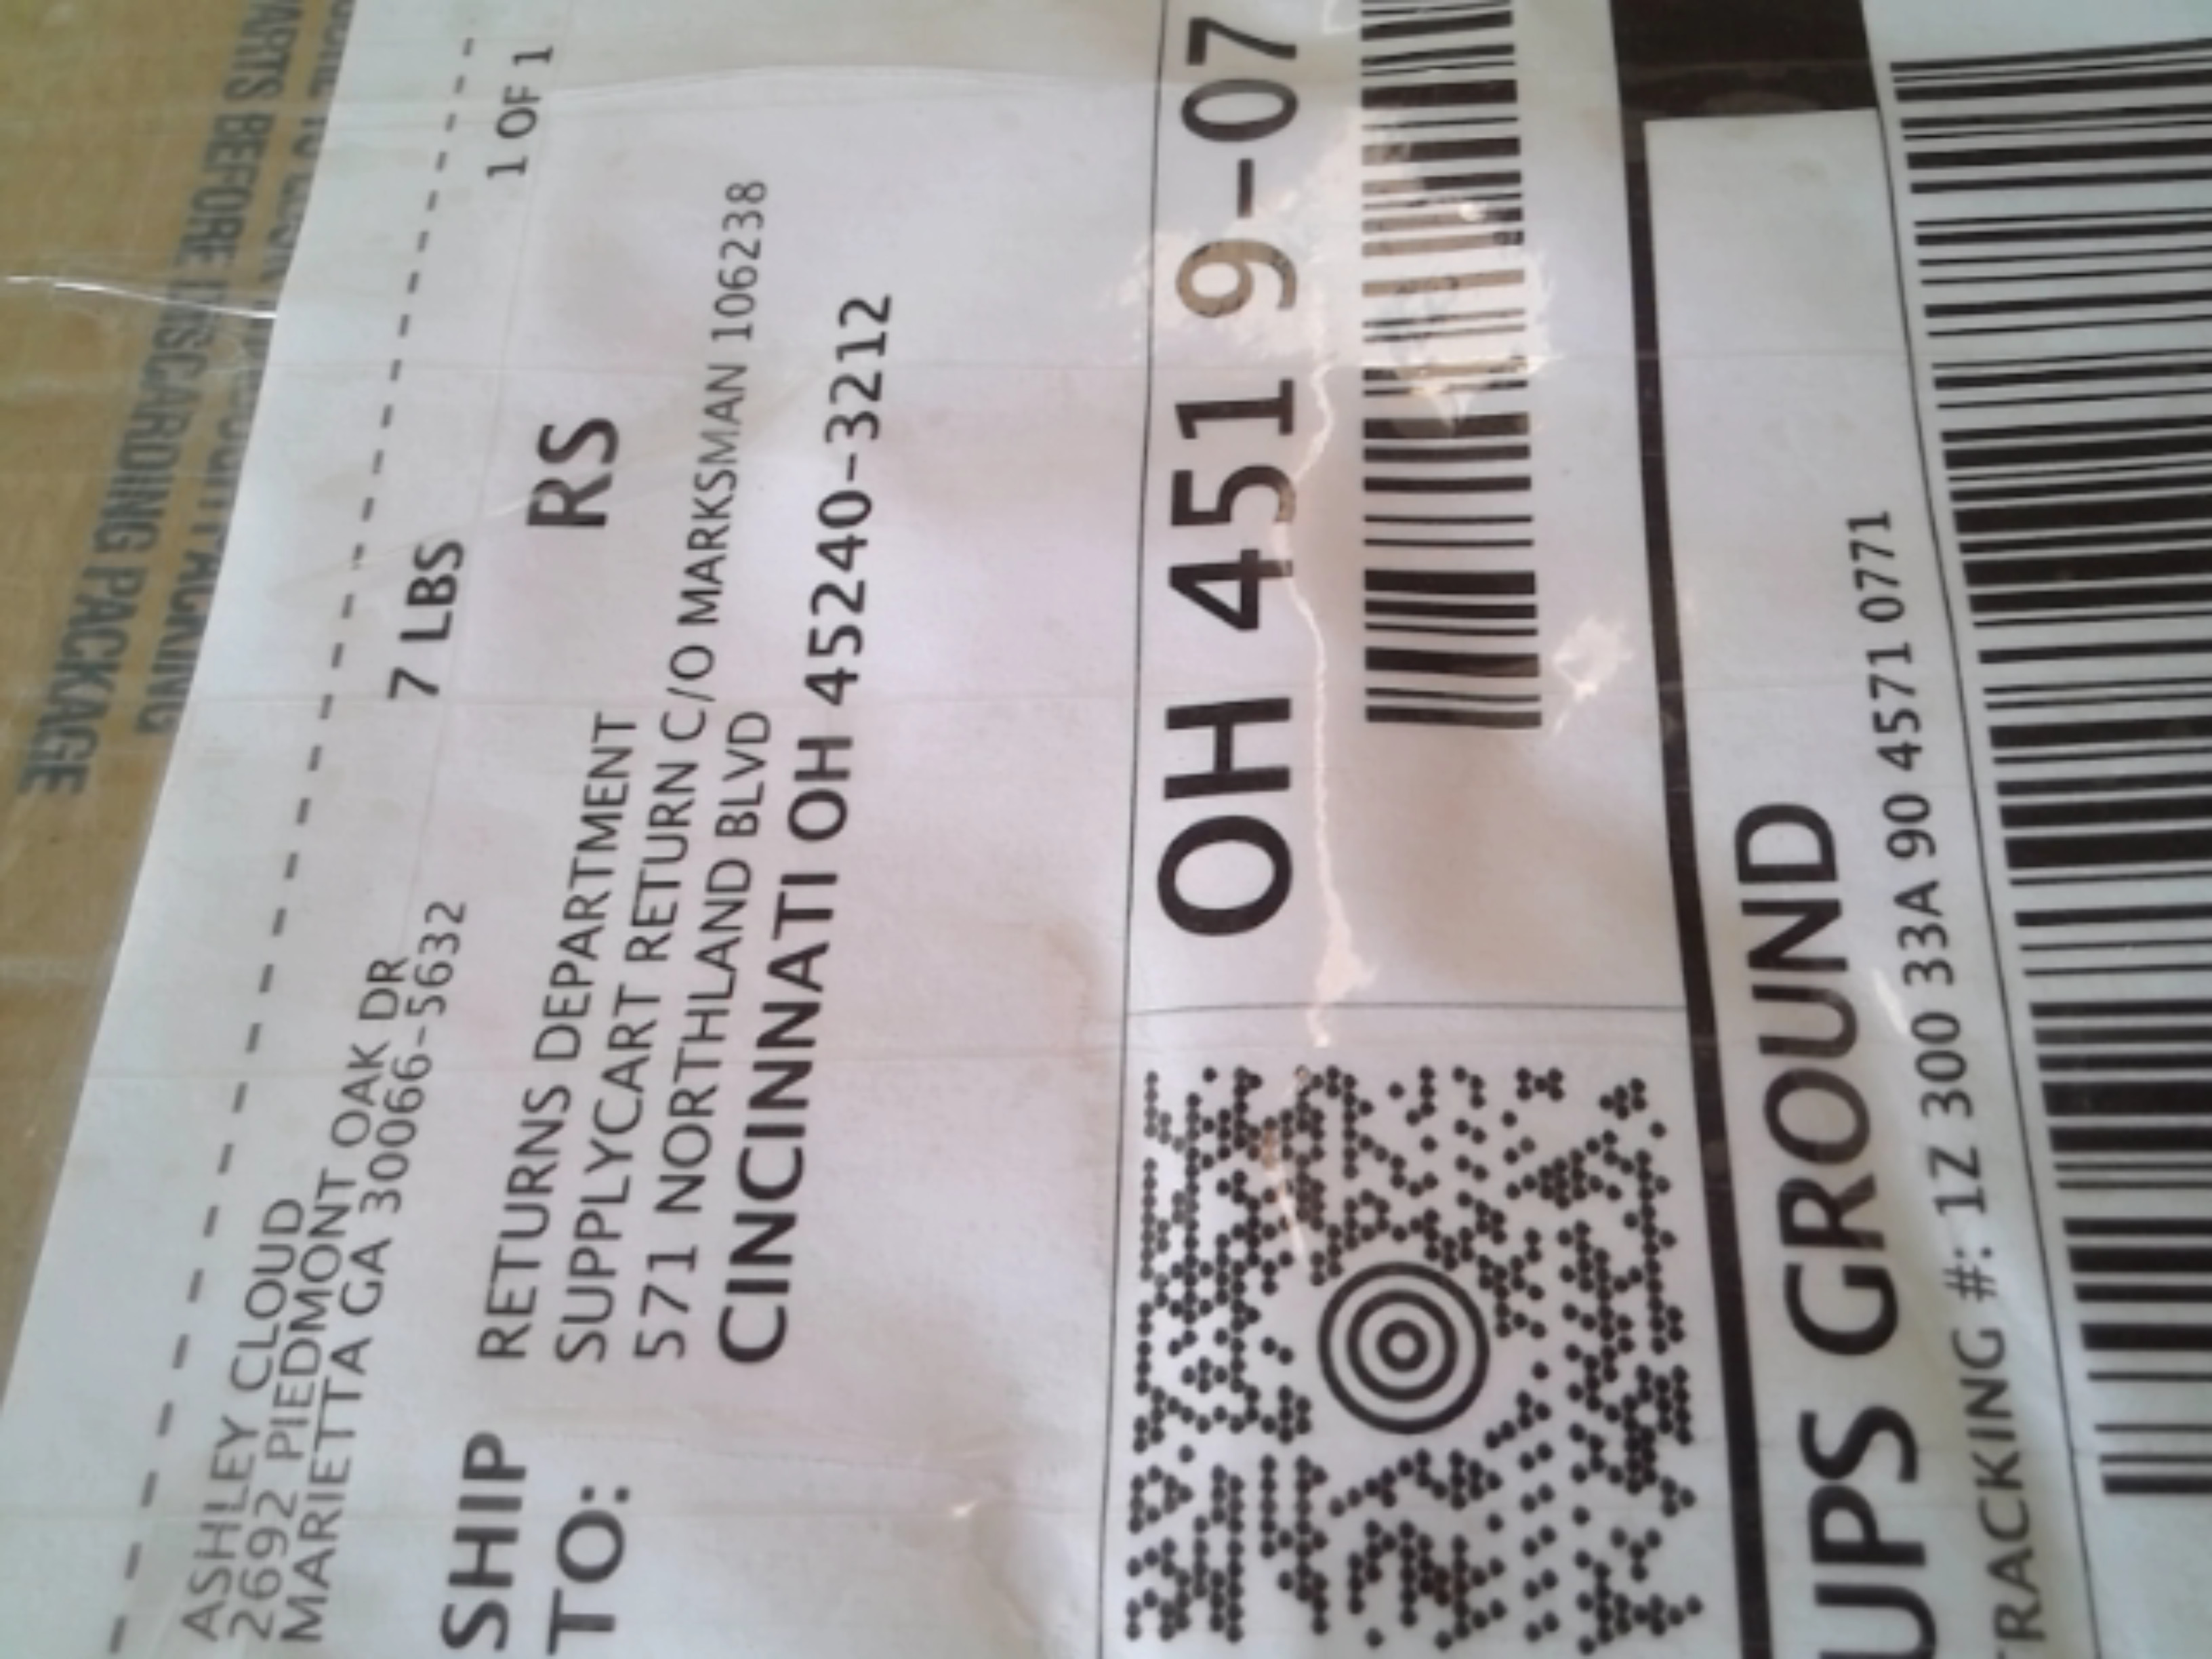 ASHLEY CLOUD
2692 PIEDMONT OAK DR
MARIETTA GA 30066-5632
7 LBS
1 OF 1
SHIP
TO:
RS
RETURNS DEPARTMENT
SUPPLYCART RETURN C/O MARKSMAN 106238
571 NORTHLAND BLVD
CINCINNATI OH 45240-3212
OH 451 9-07
UPS GROUND
TRACKING #: 1Z 300 33A 90 4571 0771
BEFORE DISCARDING PACKAGE
PACKING